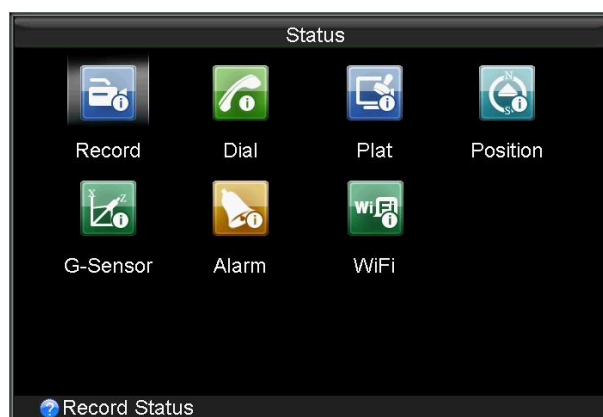 Status
Record Dial Plat Position
G-Sensor Alarm WiFi
Record Status